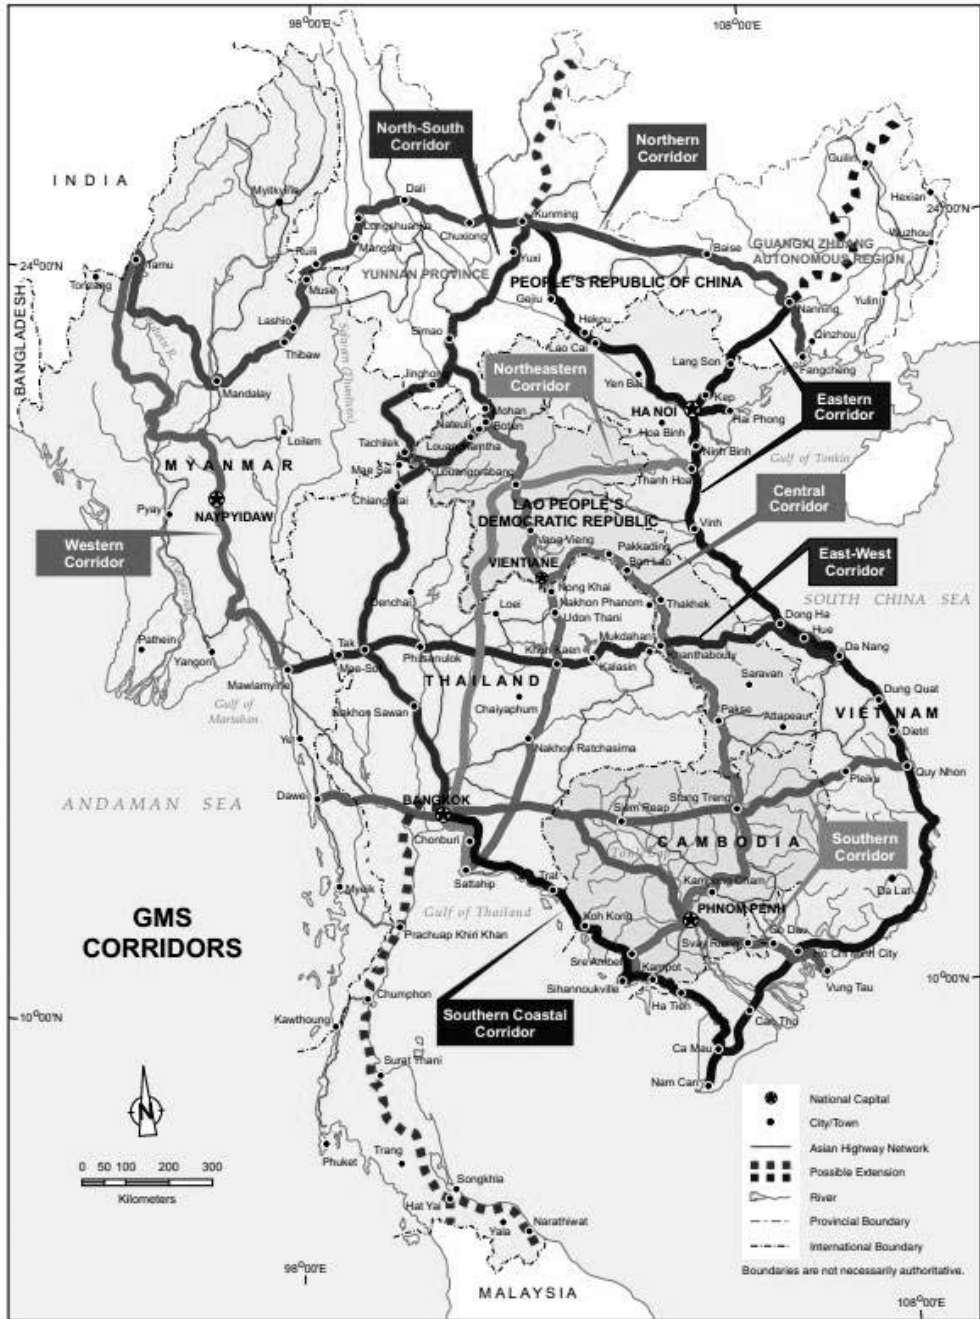 98°00'E
108°00'E
North-South
Corridor
Northern
Corridor
INDIA
Guilin
Myitkyina
Dali
Hexian
24°00'N
Longshuan
Kunming
Chuxiong
Wuzhou
Mangshi
Baise
GUANGXI ZHUANG
AUTONOMOUS REGION
24°00'N
Tamu
Ruili
Yuxi
YUNNAN PROVINCE
PEOPLE'S REPUBLIC OF CHINA
Tonzang
Muse
Gejiu
Nanning
Yulin
BANGLADESH
Lashio
Simao
Hekou
Qinzhou
Lao Cai
Thibaw
Lang Son
Fangcheng
Northeastern
Corridor
Jinghong
Yen Bai
Mandalay
Kep
Eastern
Corridor
HA NOI
Hai Phong
Mohan
Nateuil
Boten
Hoa Binh
Loilem
Tachilek
Louangnamtha
Ninh Binh
MYANMAR
Mae Sai
Louangprabang
Gulf of Tonkin
Thanh Hoa
Chiang Rai
Central
Corridor
LAO PEOPLE'S
DEMOCRATIC REPUBLIC
Pyay
NAYPYIDAW
Vinh
Western
Corridor
Vang Vieng
Pakkading
East-West
Corridor
VIENTIANE
Ban Lao
Nong Khai
SOUTH CHINA SEA
Denchai
Loei
Nakhon Phanom
Thakhek
Udon Thani
Dong Ha
Pathein
Mukdahan
Hue
Yangon
Tak
Phitsanulok
Khon Kaen
Khanthabouly
Da Nang
Mae Sot
Kalasin
Mawlamyine
THAILAND
Saravan
Dung Quat
Gulf of
Martaban
Nakhon Sawan
Chaiyaphum
Pakse
Attapeu
VIETNAM
Dietri
Ye
Nakhon Ratchasima
Quy Nhon
Pleiku
Dawei
BANGKOK
ANDAMAN SEA
Siem Reap
Stung Treng
Chonburi
CAMBODIA
Southern
Corridor
Sattahip
Trat
Kampong Cham
Da Lat
Myeik
GMS
CORRIDORS
Gulf of Thailand
PHNOM PENH
Koh Kong
Prachuap Khiri Khan
Svay Rieng
Go Dau
Sre Ambel
Ho Chi Minh City
Kampot
10°00'N
Vung Tau
Sihannoukville
Chumphon
Ha Tien
10°00'N
Kawthoung
Southern Coastal
Corridor
Can Tho
Ca Mau
Surat Thani
Nam Can
N
National Capital
City/Town
Asian Highway Network
Phuket
Trang
Possible Extension
0 50 100 200 300
Kilometers
Songkhla
River
Hat Yai
Yala
Narathiwat
Provincial Boundary
International Boundary
98°00'E
Boundaries are not necessarily authoritative.
MALAYSIA
108°00'E